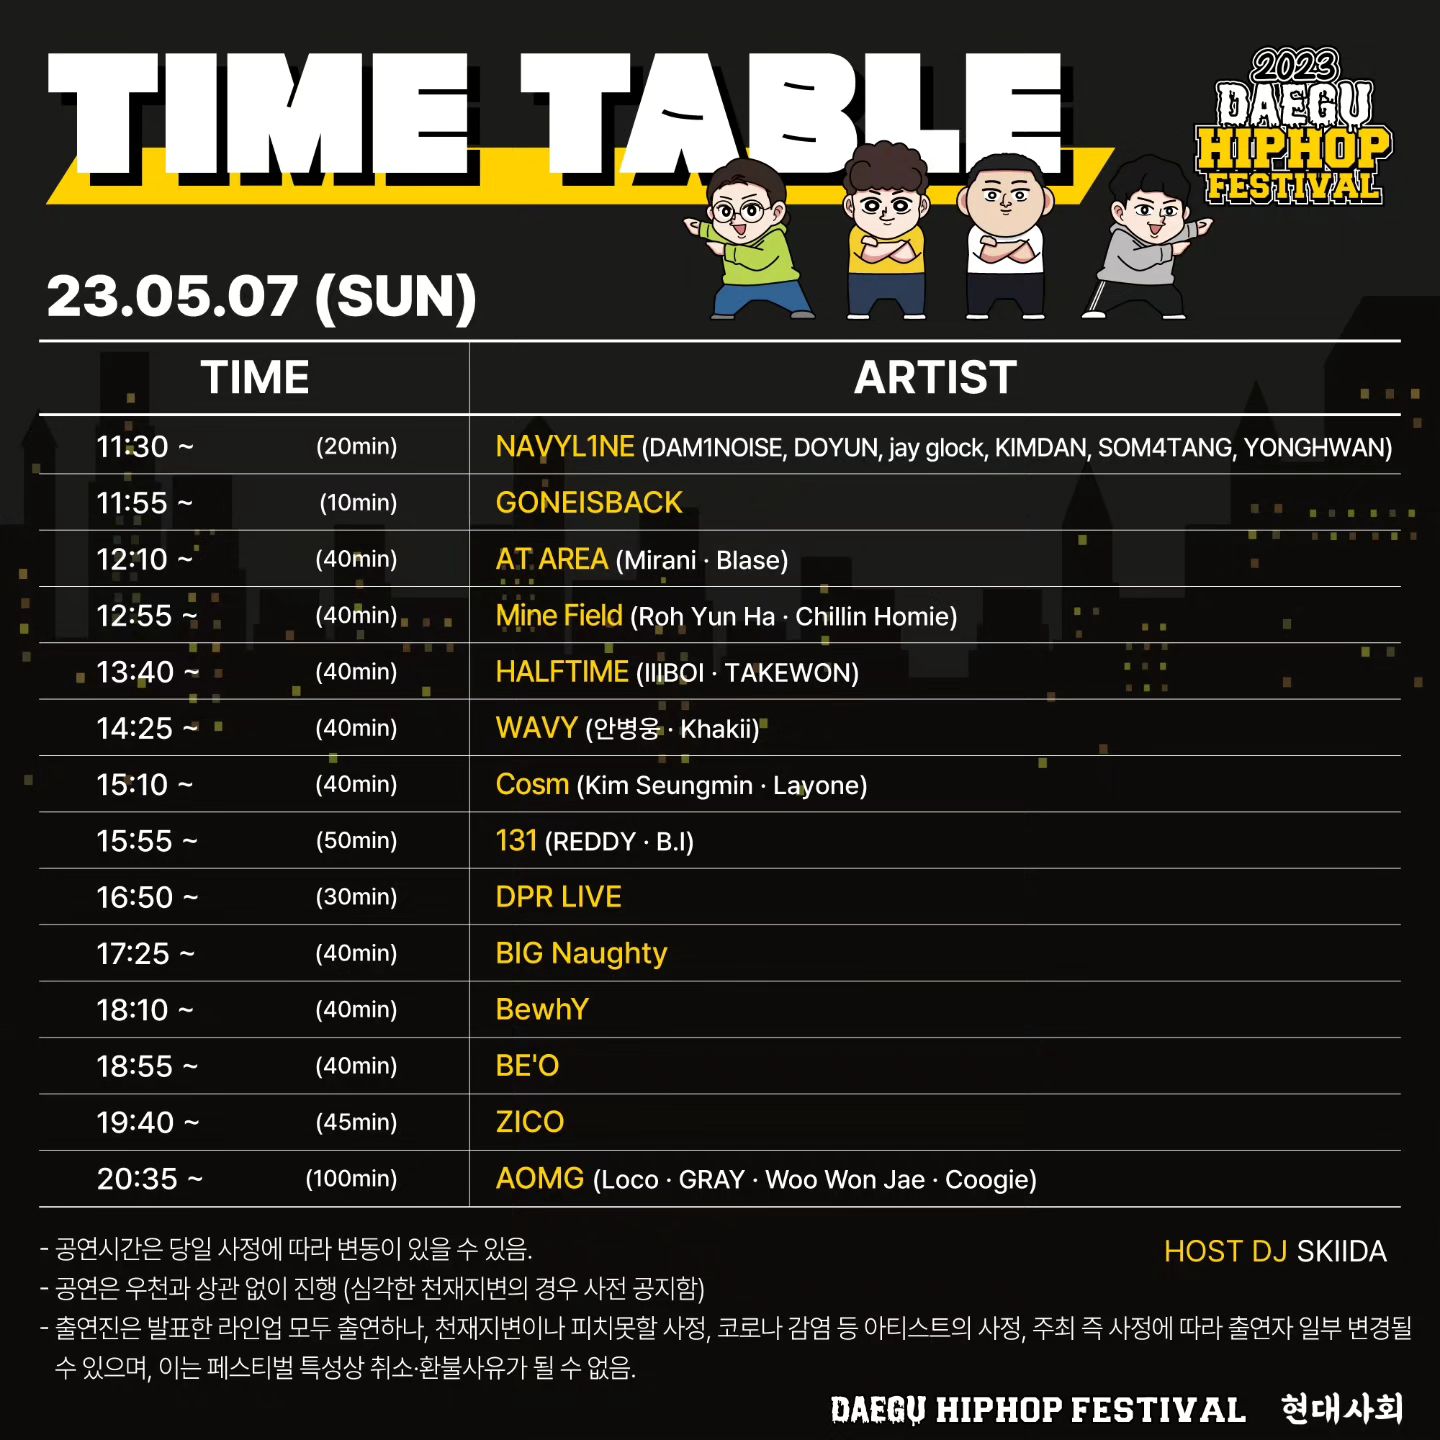 TIME TABLE
2023
DAEGU
HIPHOP
FESTIVAL
23.05.07 (SUN)
TIME ARTIST
11:30 ~ (20min) NAVYL1NE (DAM1NOISE, DOYUN, jay glock, KIMDAN, SOM4TANG, YONGHWAN)
11:55 ~ (10min) GONEISBACK
12:10 ~ (40min) AT AREA (Mirani · Blase)
12:55 ~ (40min) Mine Field (Roh Yun Ha · Chillin Homie)
13:40 ~ (40min) HALFTIME (IIIBOI · TAKEWON)
14:25 ~ (40min) WAVY (안병웅 · Khakii)
15:10 ~ (40min) Cosm (Kim Seungmin · Layone)
15:55 ~ (50min) 131 (REDDY · B.I)
16:50 ~ (30min) DPR LIVE
17:25 ~ (40min) BIG Naughty
18:10 ~ (40min) BewhY
18:55 ~ (40min) BE'O
19:40 ~ (45min) ZICO
20:35 ~ (100min) AOMG (Loco · GRAY · Woo Won Jae · Coogie)
- 공연시간은 당일 사정에 따라 변동이 있을 수 있음.
HOST DJ SKIIDA
- 공연은 우천과 상관 없이 진행 (심각한 천재지변의 경우 사전 공지함)
- 출연진은 발표한 라인업 모두 출연하나, 천재지변이나 피치못할 사정, 코로나 감염 등 아티스트의 사정, 주최 측 사정에 따라 출연자 일부 변경될
수 있으며, 이는 페스티벌 특성상 취소·환불사유가 될 수 없음.
DAEGU HIPHOP FESTIVAL 현대사회